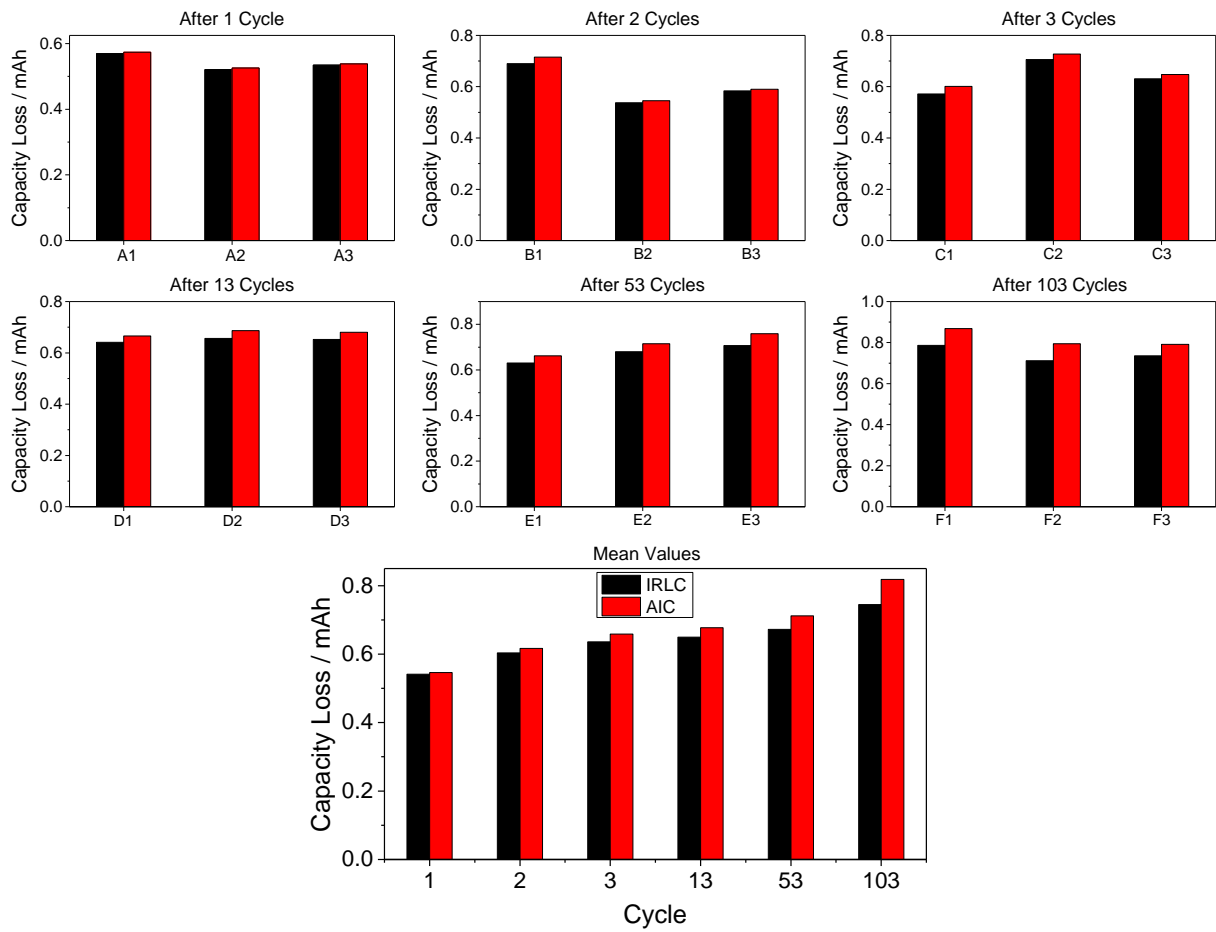 After 1 Cycle
Capacity Loss / mAh
0.6
0.4
0.2
0.0
A1 A2 A3
After 2 Cycles
Capacity Loss / mAh
0.8
0.6
0.4
0.2
0.0
B1 B2 B3
After 3 Cycles
Capacity Loss / mAh
0.8
0.6
0.4
0.2
0.0
C1 C2 C3
After 13 Cycles
Capacity Loss / mAh
0.8
0.6
0.4
0.2
0.0
D1 D2 D3
After 53 Cycles
Capacity Loss / mAh
0.8
0.6
0.4
0.2
0.0
E1 E2 E3
After 103 Cycles
Capacity Loss / mAh
1.0
0.8
0.6
0.4
0.2
0.0
F1 F2 F3
Mean Values
Capacity Loss / mAh
0.8
0.6
0.4
0.2
0.0
IRLC
AIC
1 2 3 13 53 103
Cycle